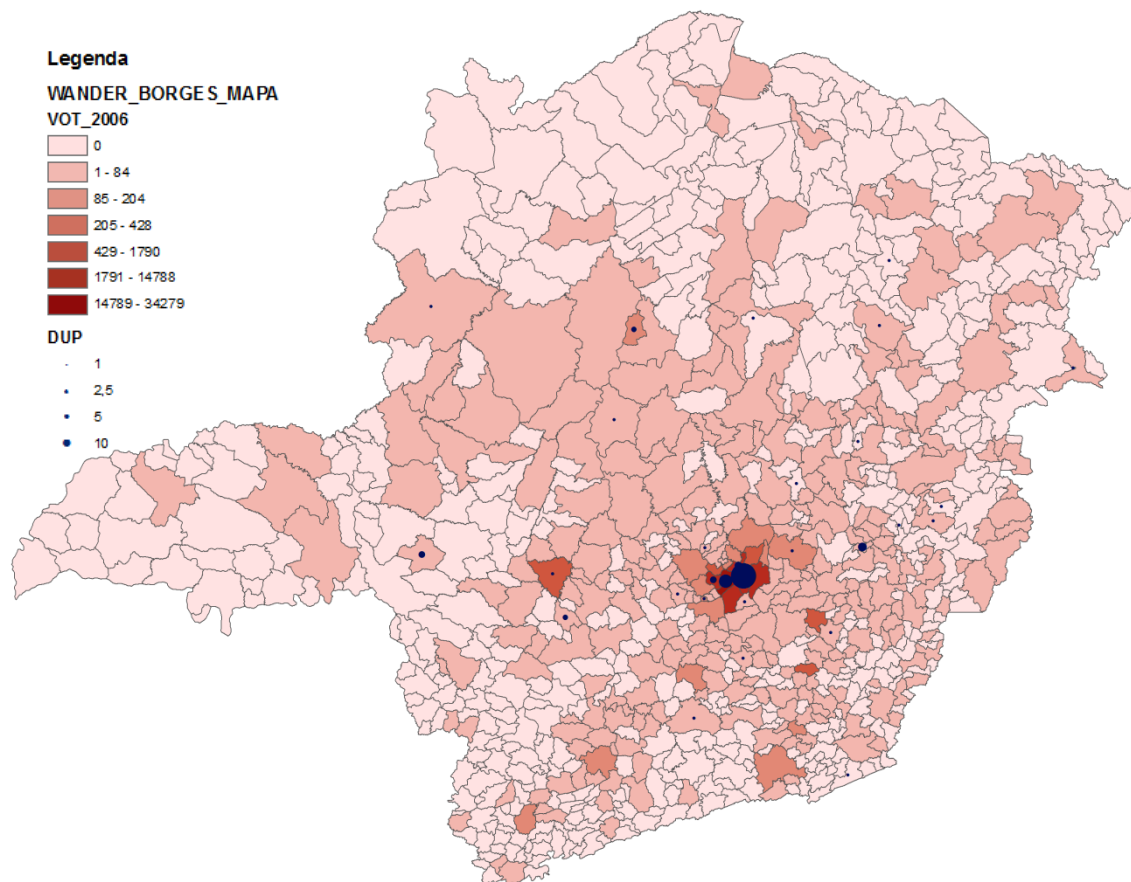 Legenda
WANDER_BORGES_MAPA
VOT_2006
0
1 - 84
85 - 204
205 - 428
429 - 1790
1791 - 14788
14789 - 34279
DUP
1
2,5
5
10